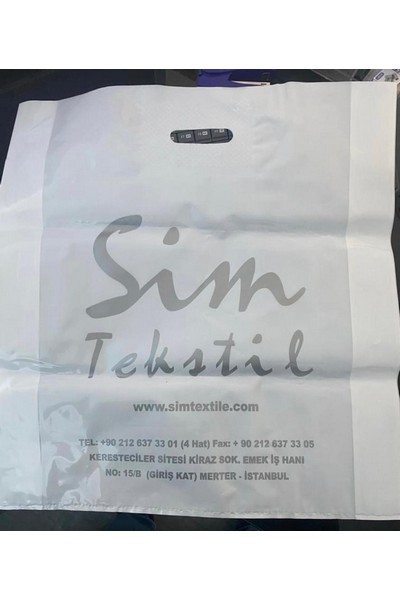 Sim
Tekstil
www.simtextile.com
TEL: +90 212 637 33 01 (4 Hat) Fax: + 90 212 637 33 05
KERESTECİLER SİTESİ KİRAZ SOK. EMEK İŞ HANI
NO: 15/B (GİRİŞ KAT) MERTER - İSTANBUL